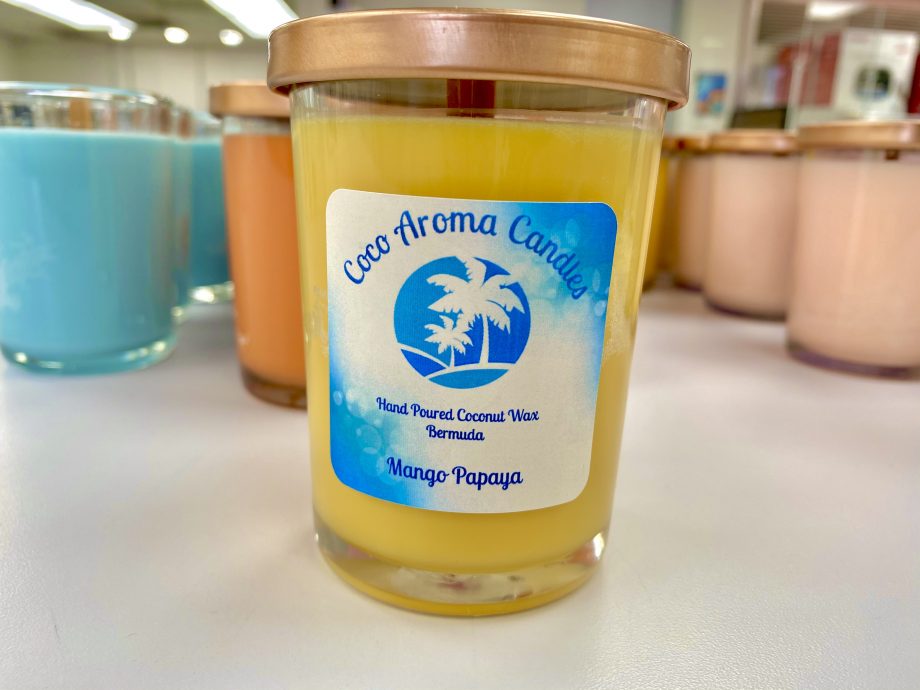 Coco Aroma Candles
Hand Poured Coconut Wax
Bermuda
Mango Papaya